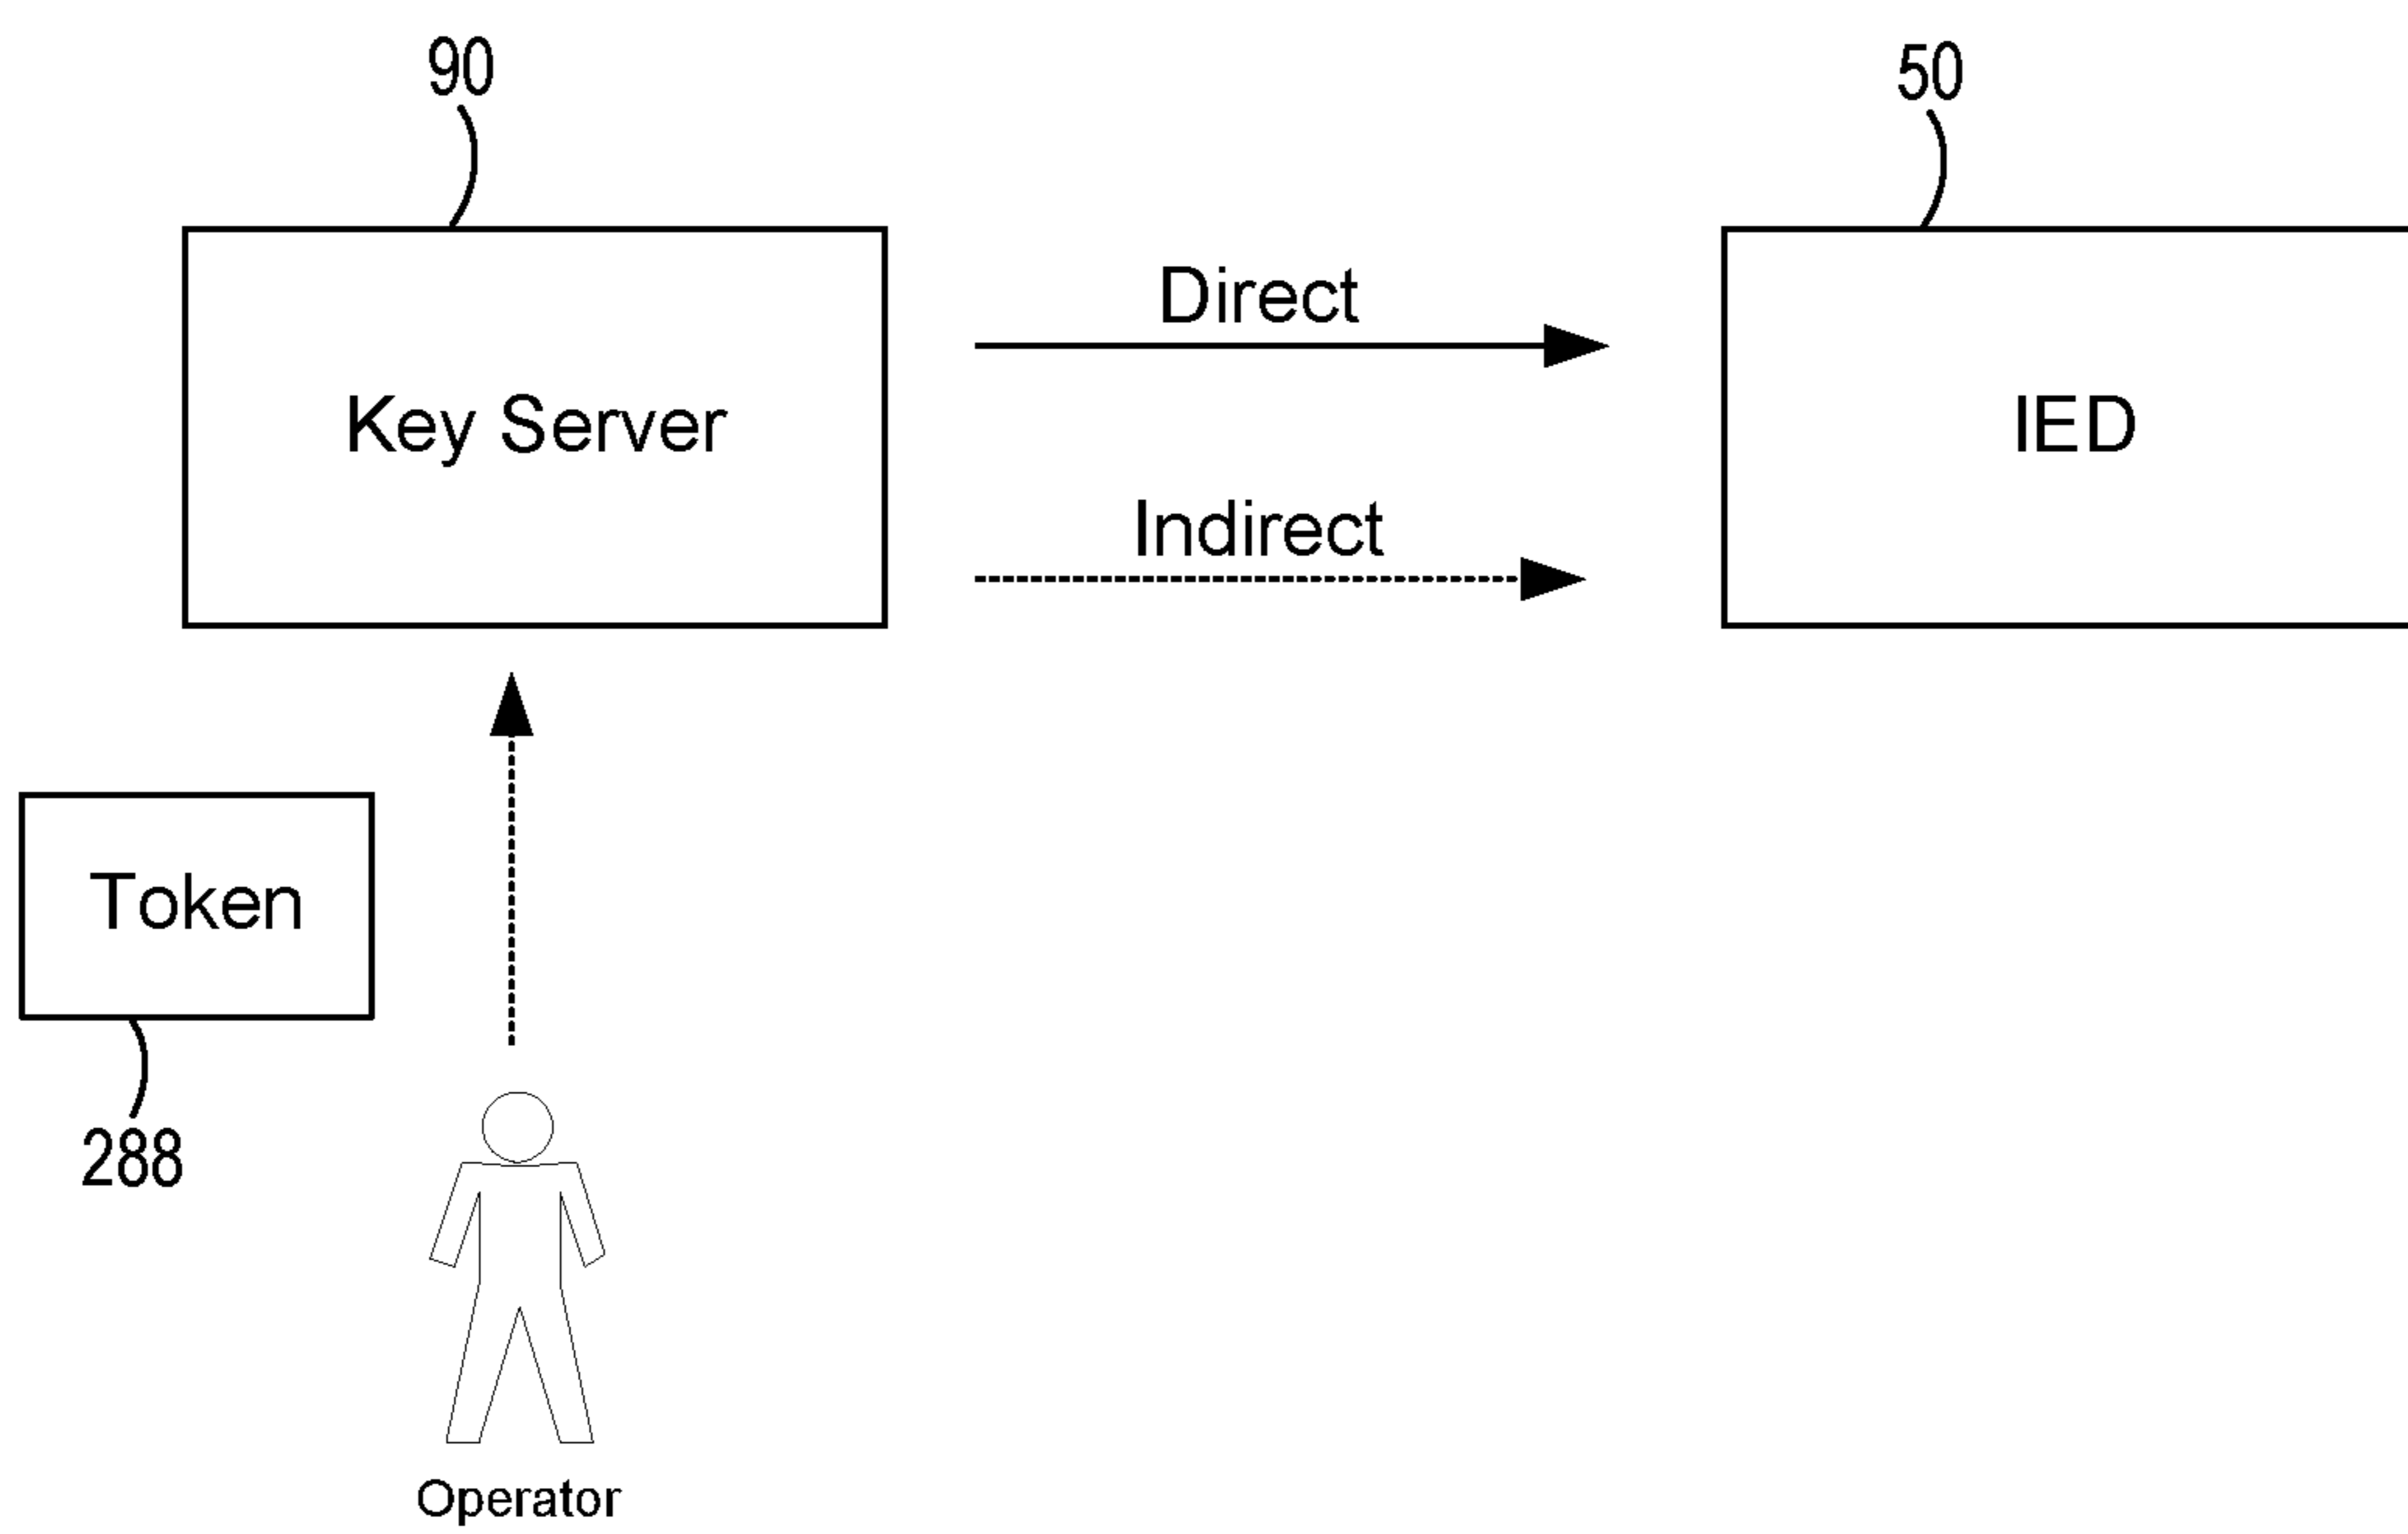 90
50
Direct
Key Server
IED
Indirect
Token
288
Operator